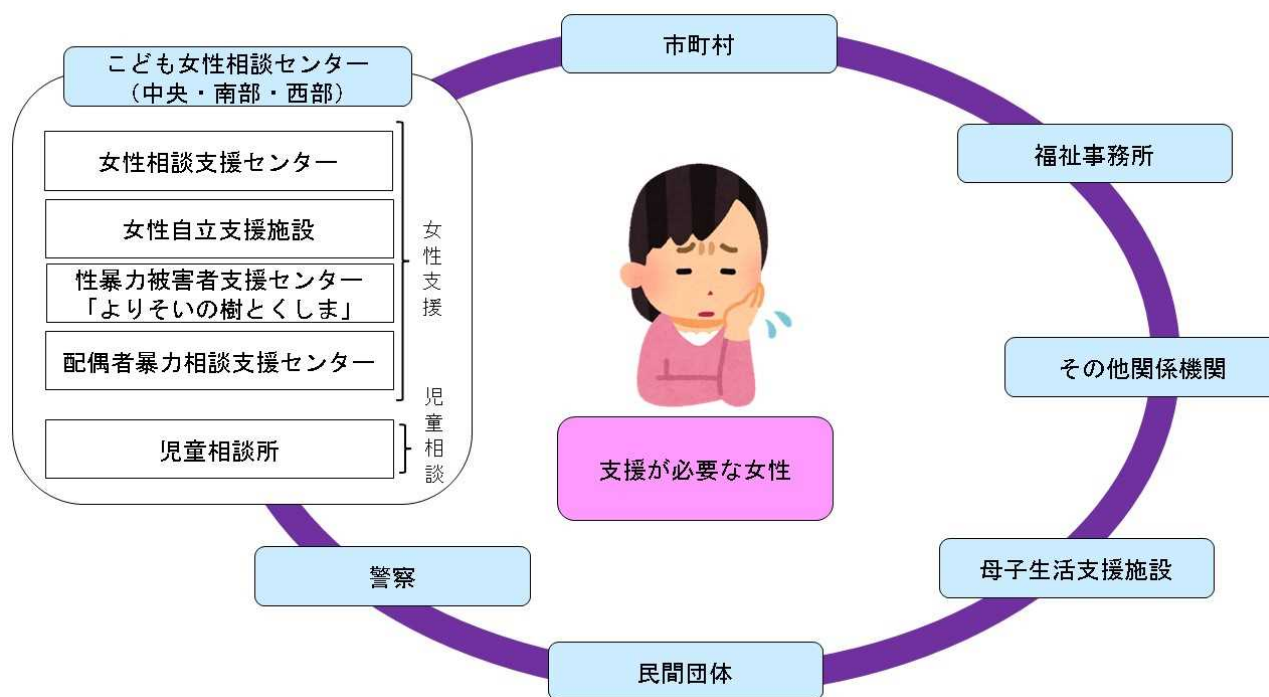 こども女性相談センター
（中央・南部・西部）
女性相談支援センター
女性自立支援施設
性暴力被害者支援センター
「よりそいの樹とくしま」
配偶者暴力相談支援センター
女性支援
児童相談所
児童相談
市町村
福祉事務所
その他関係機関
母子生活支援施設
民間団体
警察
支援が必要な女性